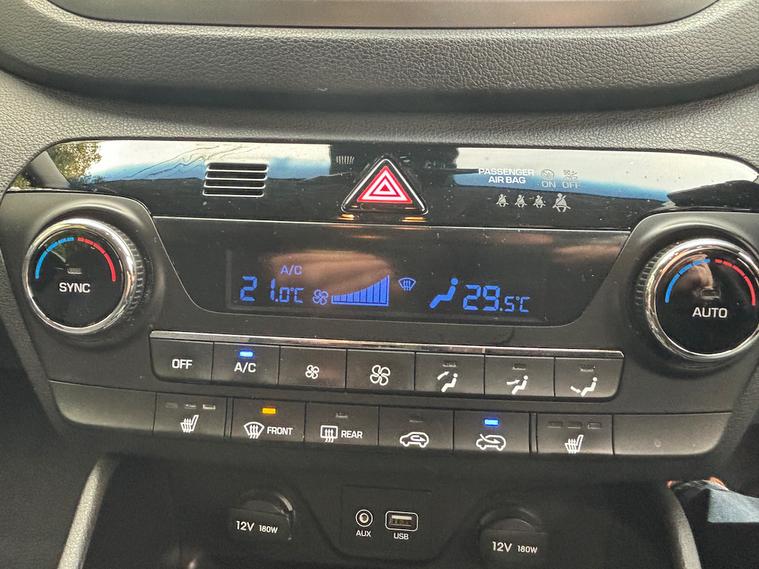 PASSENGER
AIR BAG
ON OFF
A/C
21.0°C
29.5°C
SYNC
AUTO
OFF
A/C
FRONT
REAR
12V 180W
AUX
USB
12V 180W